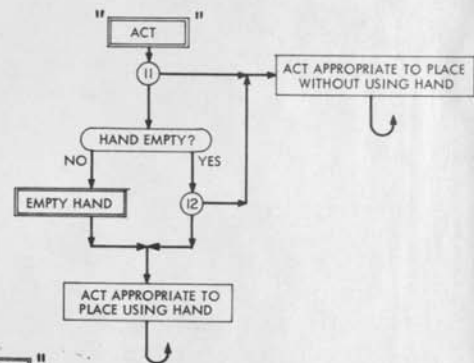 " ACT "
11
ACT APPROPRIATE TO PLACE
WITHOUT USING HAND
HAND EMPTY?
NO
YES
EMPTY HAND
12
ACT APPROPRIATE TO
PLACE USING HAND
"